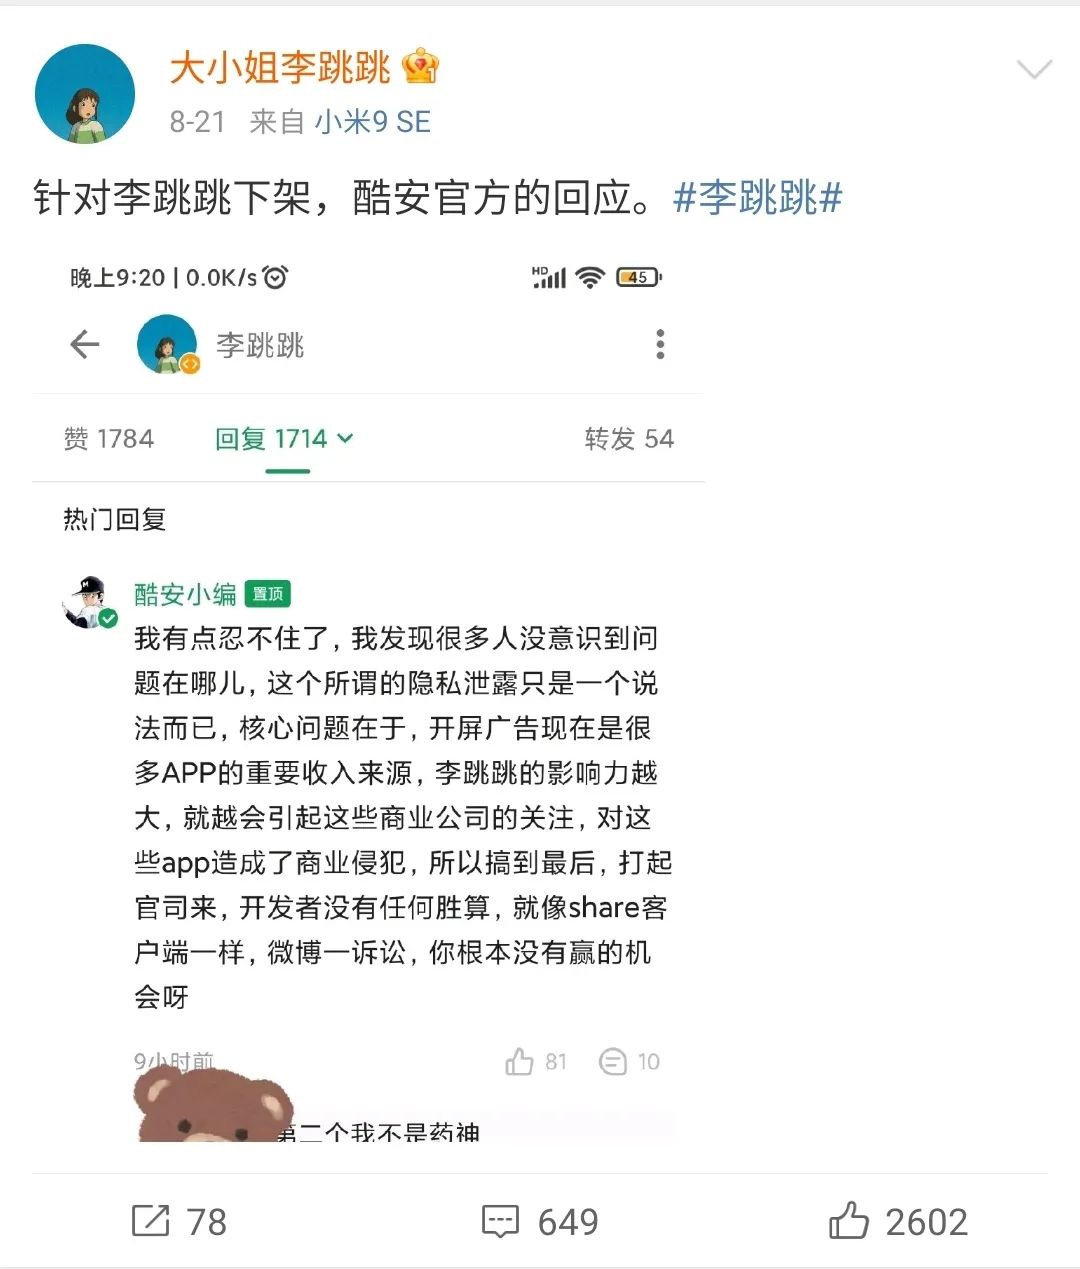 大小姐李跳跳
8-21 来自 小米9 SE
针对李跳跳下架，酷安官方的回应。#李跳跳#
晚上9:20 | 0.0K/s HD 45
李跳跳
赞 1784 回复 1714 转发 54
热门回复
酷安小编 置顶
我有点忍不住了, 我发现很多人没意识到问
题在哪儿, 这个所谓的隐私泄露只是一个说
法而已, 核心问题在于, 开屏广告现在是很
多APP的重要收入来源, 李跳跳的影响力越
大, 就越会引起这些商业公司的关注, 对这
些app造成了商业侵犯, 所以搞到最后, 打起
官司来, 开发者没有任何胜算, 就像share客
户端一样, 微博一诉讼, 你根本没有赢的机
会呀
9小时前 81 10
第二个我不是药神
78 649 2602